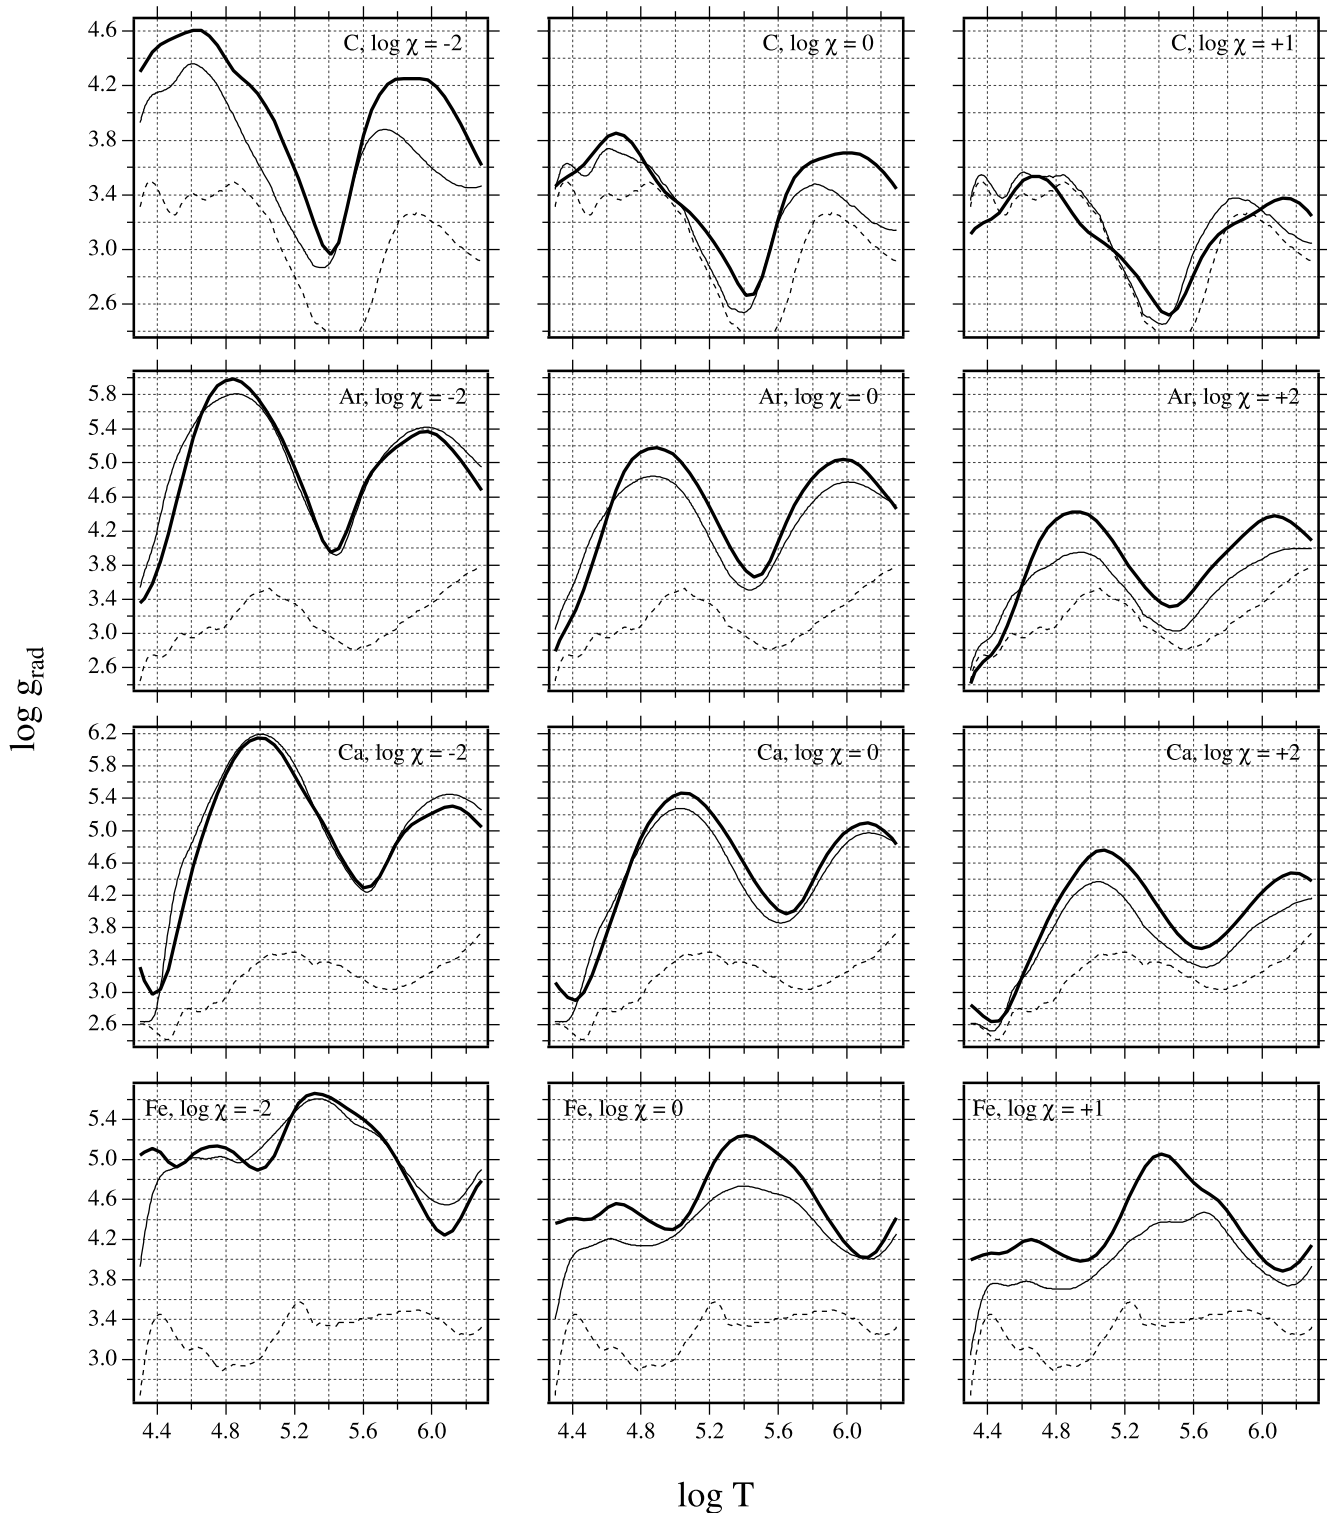 C, log χ = -2
C, log χ = 0
C, log χ = +1
4.6
4.2
3.8
3.4
3.0
2.6
Ar, log χ = -2
Ar, log χ = 0
Ar, log χ = +2
5.8
5.4
5.0
4.6
4.2
3.8
3.4
3.0
2.6
log g_rad
Ca, log χ = -2
Ca, log χ = 0
Ca, log χ = +2
6.2
5.8
5.4
5.0
4.6
4.2
3.8
3.4
3.0
2.6
Fe, log χ = -2
Fe, log χ = 0
Fe, log χ = +1
5.4
5.0
4.6
4.2
3.8
3.4
3.0
4.4 4.8 5.2 5.6 6.0
4.4 4.8 5.2 5.6 6.0
4.4 4.8 5.2 5.6 6.0
log T